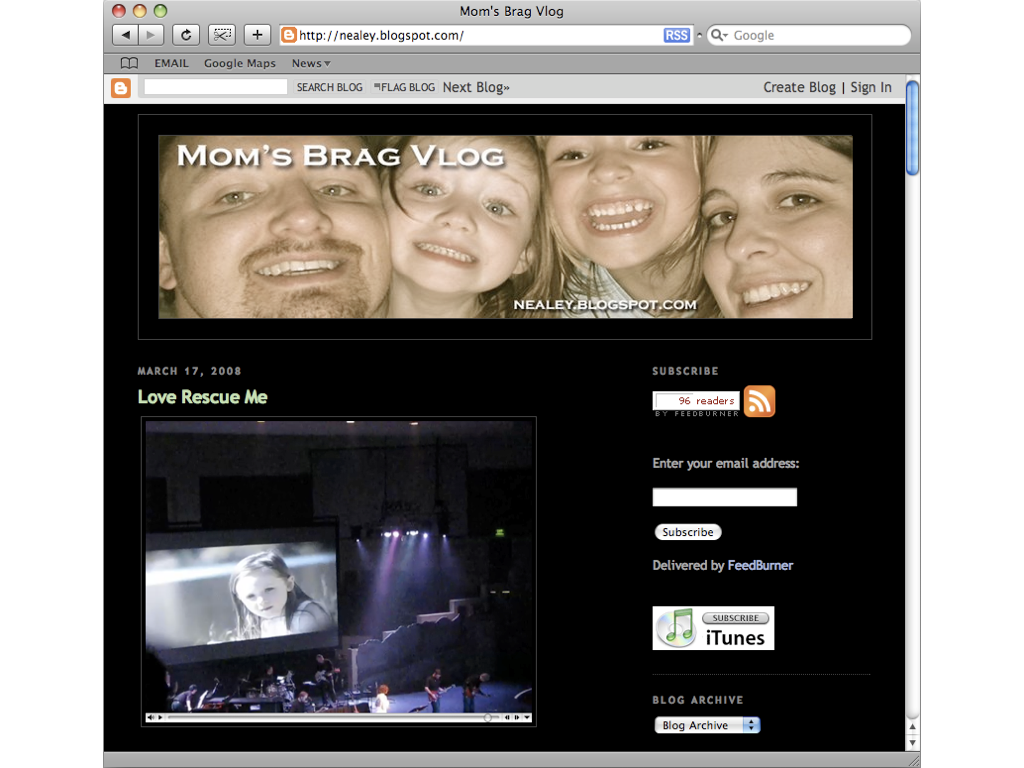 Mom's Brag Vlog
http://nealey.blogspot.com/
RSS
Google
EMAIL
Google Maps
News
SEARCH BLOG
FLAG BLOG
Next Blog»
Create Blog | Sign In
MOM'S BRAG VLOG
NEALEY.BLOGSPOT.COM
MARCH 17, 2008
Love Rescue Me
SUBSCRIBE
96 readers
BY FEEDBURNER
Enter your email address:
Subscribe
Delivered by FeedBurner
SUBSCRIBE
iTunes
BLOG ARCHIVE
Blog Archive